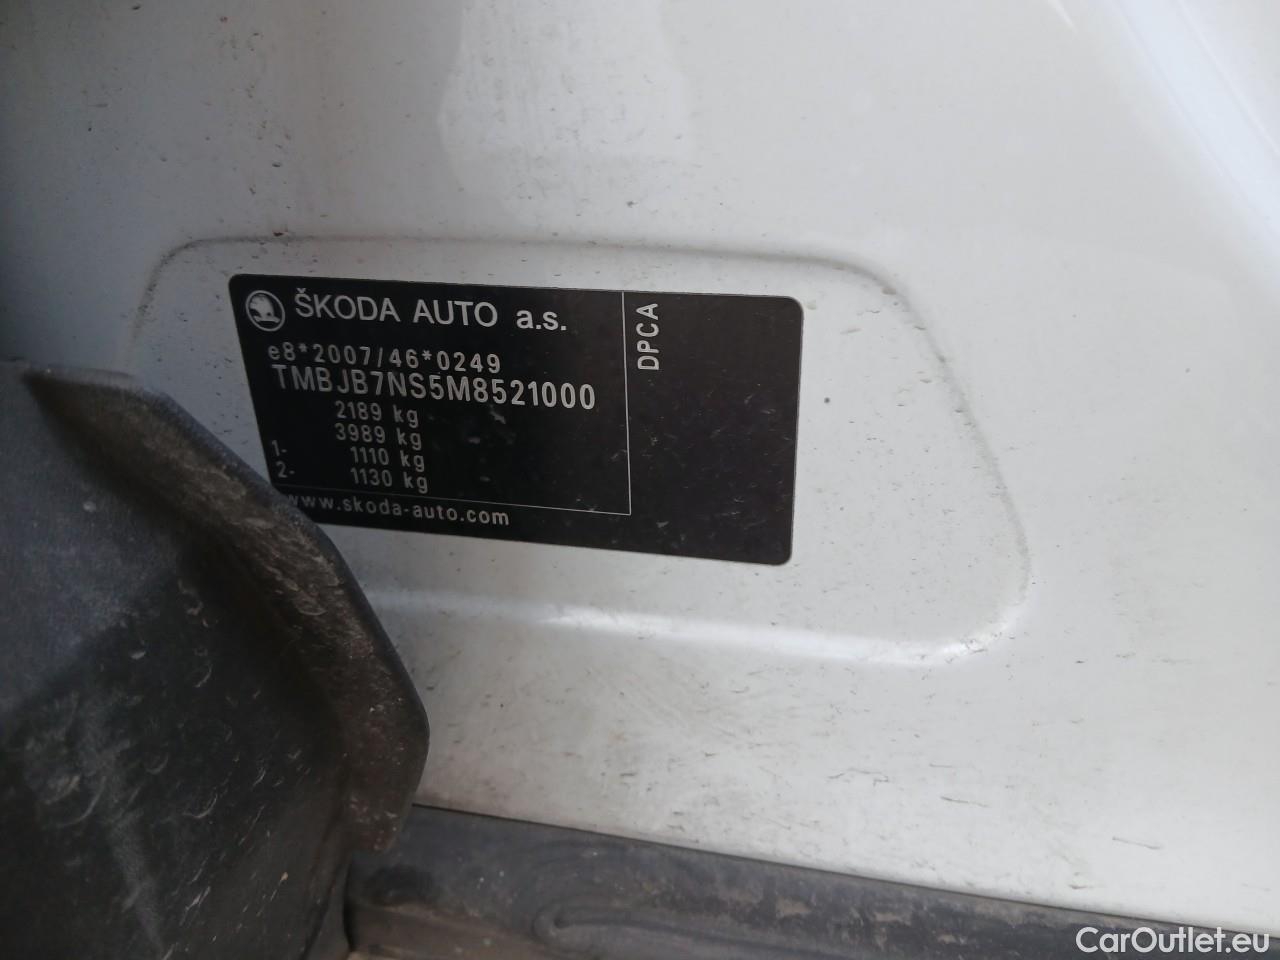 ŠKODA AUTO a.s.
DPCA
e8*2007/46*0249
TMBJB7NS5M8521000
2189 kg
3989 kg
1- 1110 kg
2- 1130 kg
www.skoda-auto.com
CarOutlet.eu